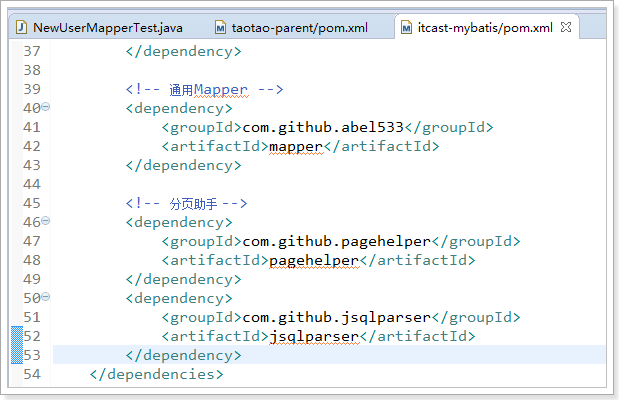 NewUserMapperTest.java taotao-parent/pom.xml itcast-mybatis/pom.xml
37 </dependency>
38
39 <!-- 通用Mapper -->
40 <dependency>
41 <groupId>com.github.abel533</groupId>
42 <artifactId>mapper</artifactId>
43 </dependency>
44
45 <!-- 分页助手 -->
46 <dependency>
47 <groupId>com.github.pagehelper</groupId>
48 <artifactId>pagehelper</artifactId>
49 </dependency>
50 <dependency>
51 <groupId>com.github.jsqlparser</groupId>
52 <artifactId>jsqlparser</artifactId>
53 </dependency>
54 </dependencies>